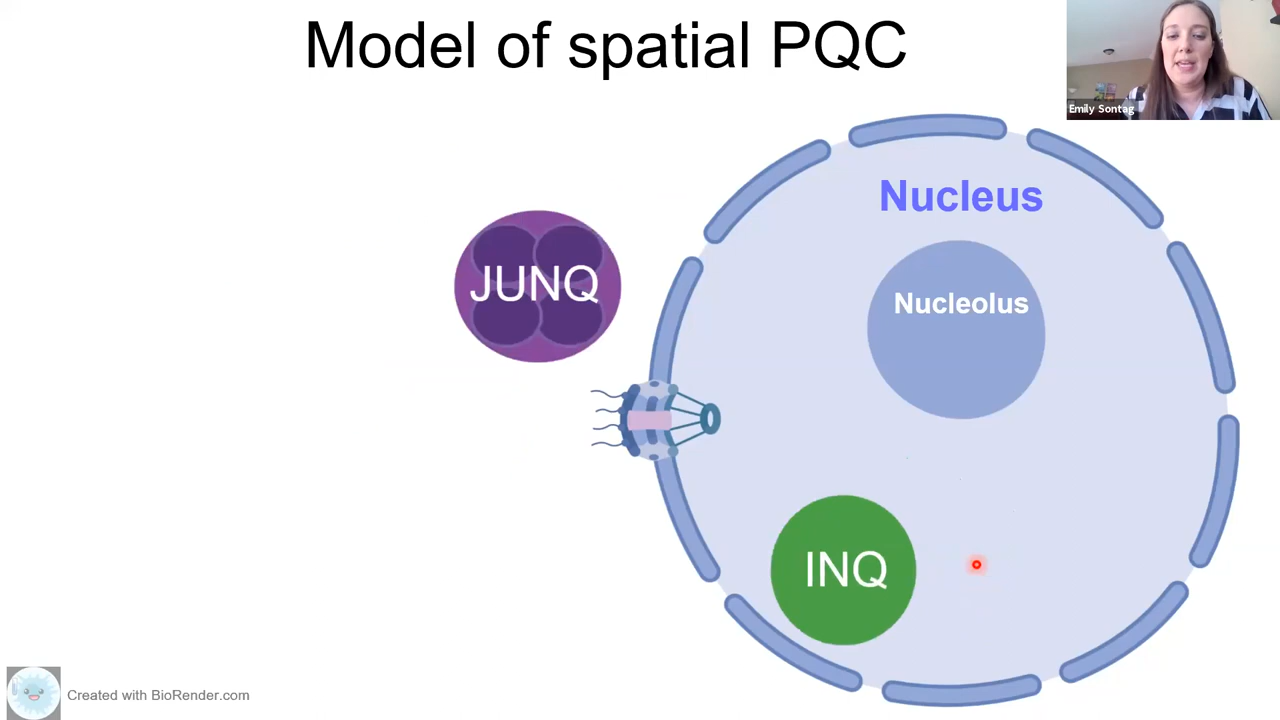 Model of spatial PQC
Emily Sontag
Nucleus
JUNQ
Nucleolus
INQ
Created with BioRender.com